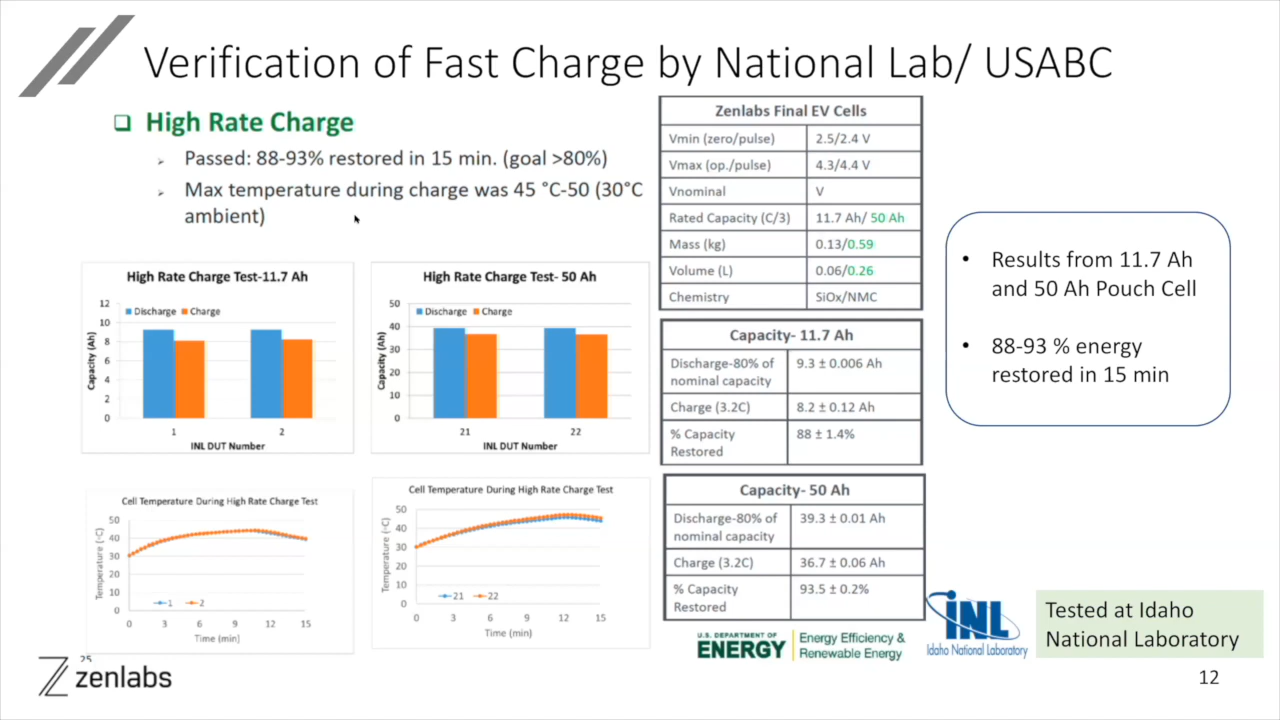 Verification of Fast Charge by National Lab/ USABC
High Rate Charge
Passed: 88-93% restored in 15 min. (goal >80%)
Max temperature during charge was 45 °C-50 (30°C
ambient)
High Rate Charge Test-11.7 Ah
Discharge Charge
Capacity (Ah)
12
10
8
6
4
2
0
1 2
INL DUT Number
High Rate Charge Test- 50 Ah
Discharge Charge
Capacity (Ah)
50
40
30
20
10
0
21 22
INL DUT Number
Cell Temperature During High Rate Charge Test
Temperature (◦C)
50
40
30
20
10
0
1 2
0 3 6 9 12 15
Time (min)
Cell Temperature During High Rate Charge Test
Temperature (◦C)
50
40
30
20
10
0
21 22
0 3 6 9 12 15
Time (min)
Zenlabs Final EV Cells
Vmin (zero/pulse) 2.5/2.4 V
Vmax (op./pulse) 4.3/4.4 V
Vnominal V
Rated Capacity (C/3) 11.7 Ah/ 50 Ah
Mass (kg) 0.13/0.59
Volume (L) 0.06/0.26
Chemistry SiOx/NMC
Capacity- 11.7 Ah
Discharge-80% of 9.3 ± 0.006 Ah
nominal capacity
Charge (3.2C) 8.2 ± 0.12 Ah
% Capacity 88 ± 1.4%
Restored
Capacity- 50 Ah
Discharge-80% of 39.3 ± 0.01 Ah
nominal capacity
Charge (3.2C) 36.7 ± 0.06 Ah
% Capacity 93.5 ± 0.2%
Restored
• Results from 11.7 Ah
and 50 Ah Pouch Cell
• 88-93 % energy
restored in 15 min
U.S. DEPARTMENT OF
ENERGY
Energy Efficiency &
Renewable Energy
INL
Idaho National Laboratory
Tested at Idaho
National Laboratory
25
zenlabs
12